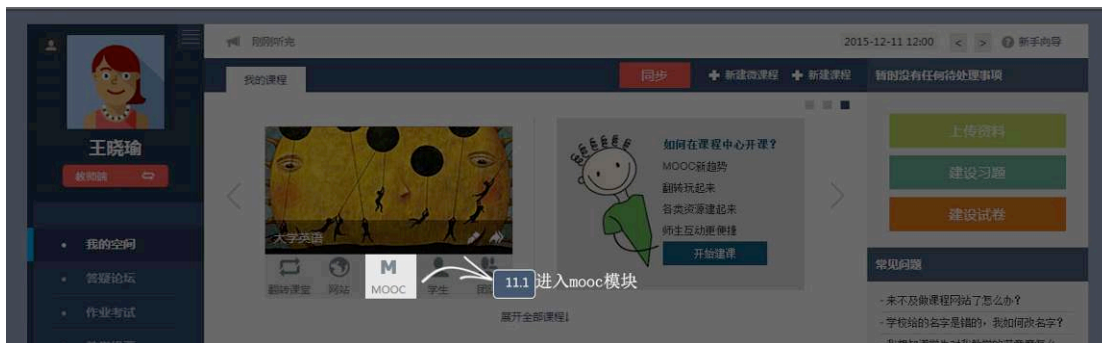 刚刚听完
2015-12-11 12:00 < > 新手向导
我的课程
同步
新建微课程
新建课程
暂时没有任何待处理事项
王晓瑜
教师端
我的空间
答疑论坛
作业考试
大学英语
翻转课堂
网站
M
MOOC
学生
11.1 进入mooc模块
展开全部课程↓
如何在课程中心开课?
MOOC新趋势
翻转玩起来
各类资源建起来
师生互动更便捷
开始建课
上传资料
建设习题
建设试卷
常见问题
- 来不及做课程网站了怎么办?
- 学校给的名字是错的,我如何改名字?